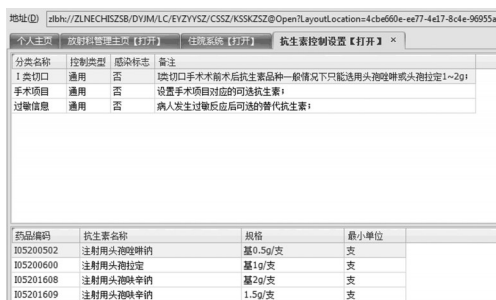 地址(D) zlbh://ZLNECHISZSB/DYJM/LC/EYZYYSZ/CSSZ/KSSKZSZ@Open?LayoutLocation=4cbe660e-ee77-4e17-8c4e-96955a
个人主页 放射科管理主页【打开】 住院系统【打开】 抗生素控制设置【打开】 ×
分类名称 控制类型 感染标志 备注
I类切口 通用 否 I类切口手术术前术后抗生素品种一般情况下只能选用头孢唑啉或头孢拉定1~2g;
手术项目 通用 否 设置手术项目对应的可选抗生素;
过敏信息 通用 否 病人发生过敏反应后可选的替代抗生素;
药品编码 抗生素名称 规格 最小单位
I05200502 注射用头孢唑啉钠 基0.5g/支 支
I05200600 注射用头孢拉定 基1g/支 支
I05201608 注射用头孢呋辛钠 基2g/支 支
I05201609 注射用头孢呋辛钠 1.5g/支 支